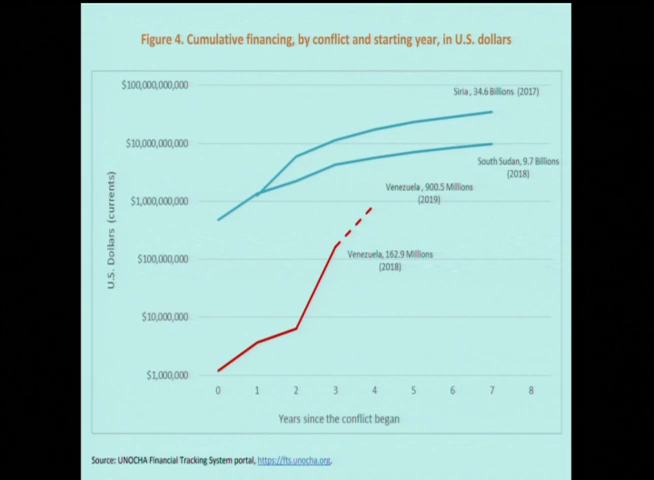 Figure 4. Cumulative financing, by conflict and starting year, in U.S. dollars
$100,000,000,000
Siria, 34.6 Billions (2017)
$10,000,000,000
South Sudan, 9.7 Billions
(2018)
Venezuela, 900.5 Millions
(2019)
$1,000,000,000
U.S. Dollars (currents)
Venezuela, 162.9 Millions
(2018)
$100,000,000
$10,000,000
$1,000,000
0 1 2 3 4 5 6 7 8
Years since the conflict began
Source: UNOCHA Financial Tracking System portal, https://fts.unocha.org.